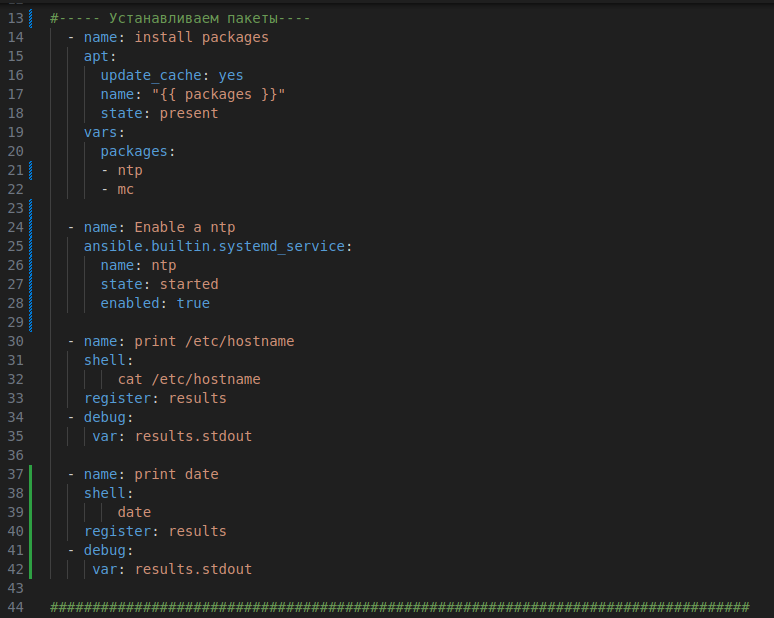 13 #----- Устанавливаем пакеты----
14   - name: install packages
15     apt:
16       update_cache: yes
17       name: "{{ packages }}"
18       state: present
19     vars:
20       packages:
21       - ntp
22       - mc
23
24   - name: Enable a ntp
25     ansible.builtin.systemd_service:
26       name: ntp
27       state: started
28       enabled: true
29
30   - name: print /etc/hostname
31     shell:
32         cat /etc/hostname
33     register: results
34   - debug:
35      var: results.stdout
36
37   - name: print date
38     shell:
39         date
40     register: results
41   - debug:
42      var: results.stdout
43
44 ###################################################################################